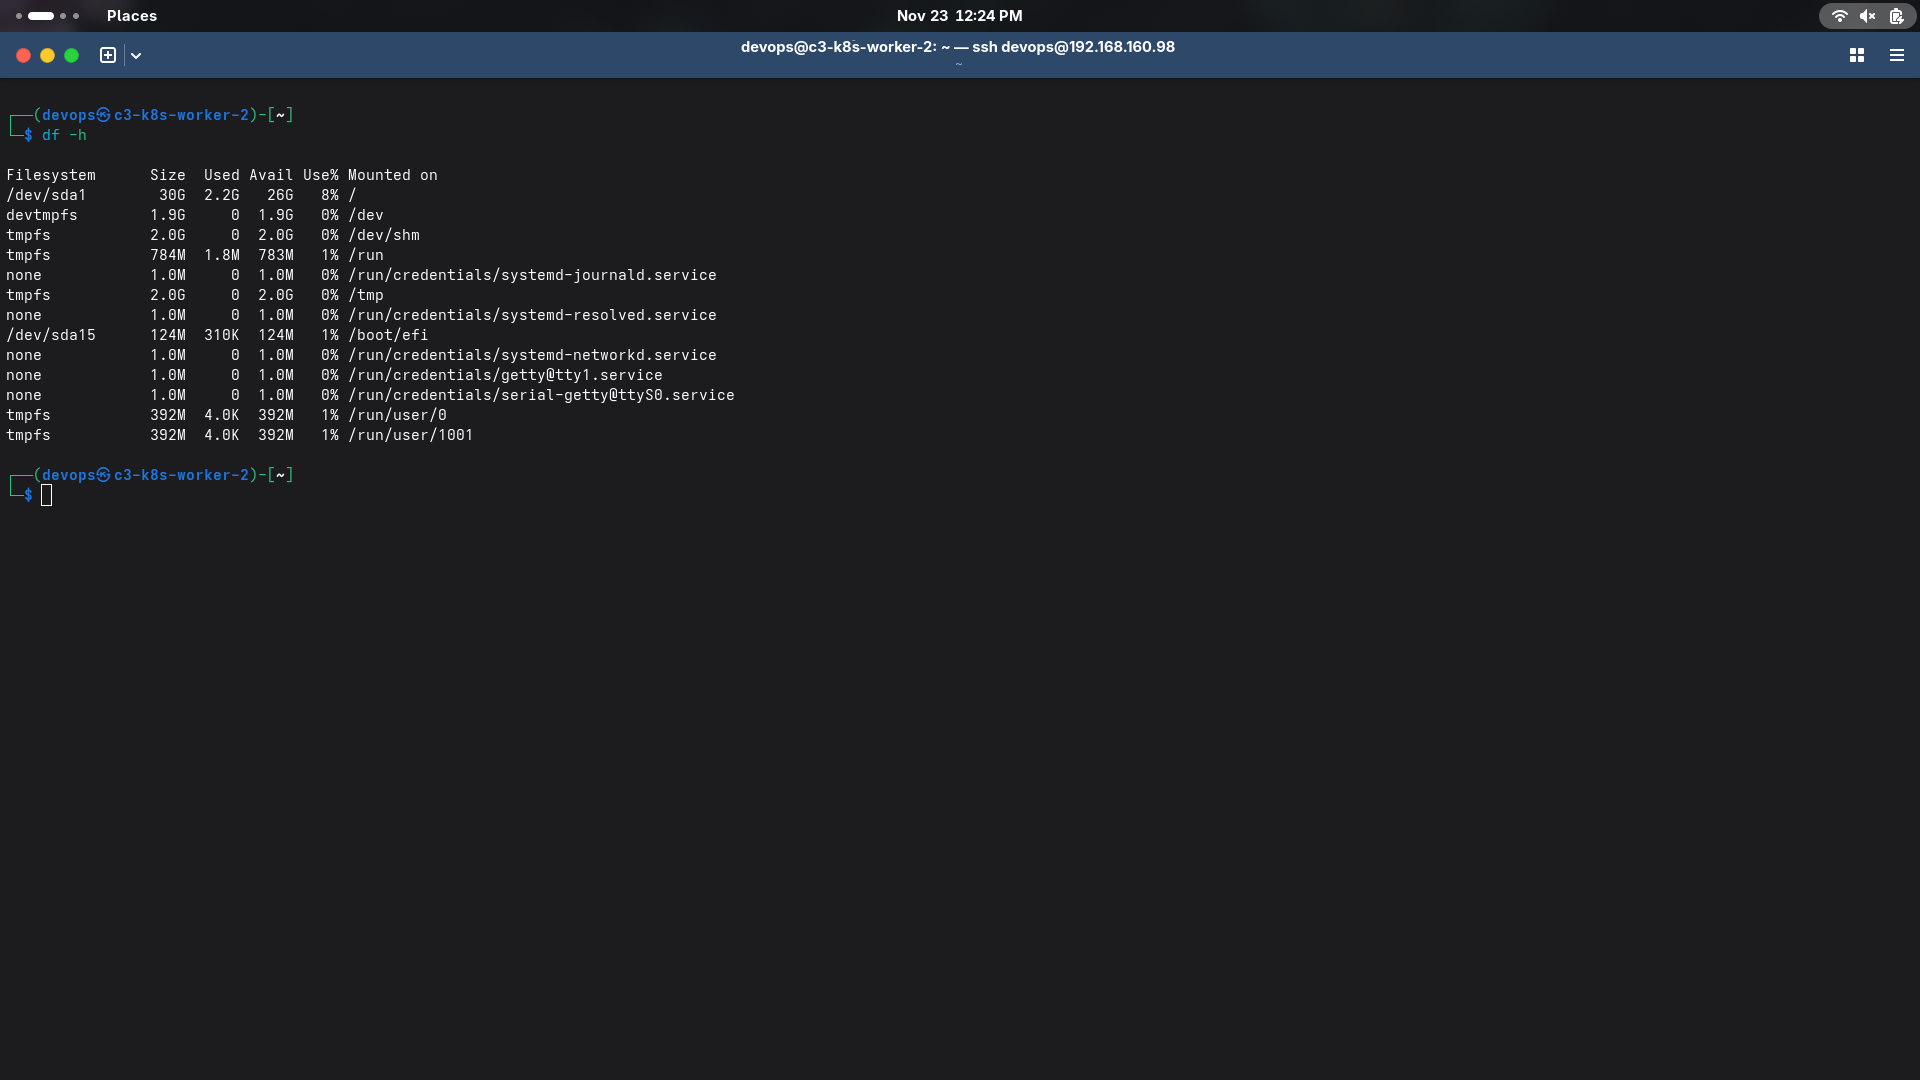 Places
Nov 23 12:24 PM
devops@c3-k8s-worker-2: ~ — ssh devops@192.168.160.98
~
┌──(devops㉿c3-k8s-worker-2)-[~]
└─$ df -h
Filesystem      Size  Used Avail Use% Mounted on
/dev/sda1        30G  2.2G   26G   8% /
devtmpfs        1.9G     0  1.9G   0% /dev
tmpfs           2.0G     0  2.0G   0% /dev/shm
tmpfs           784M  1.8M  783M   1% /run
none            1.0M     0  1.0M   0% /run/credentials/systemd-journald.service
tmpfs           2.0G     0  2.0G   0% /tmp
none            1.0M     0  1.0M   0% /run/credentials/systemd-resolved.service
/dev/sda15      124M  310K  124M   1% /boot/efi
none            1.0M     0  1.0M   0% /run/credentials/systemd-networkd.service
none            1.0M     0  1.0M   0% /run/credentials/getty@tty1.service
none            1.0M     0  1.0M   0% /run/credentials/serial-getty@ttyS0.service
tmpfs           392M  4.0K  392M   1% /run/user/0
tmpfs           392M  4.0K  392M   1% /run/user/1001
┌──(devops㉿c3-k8s-worker-2)-[~]
└─$